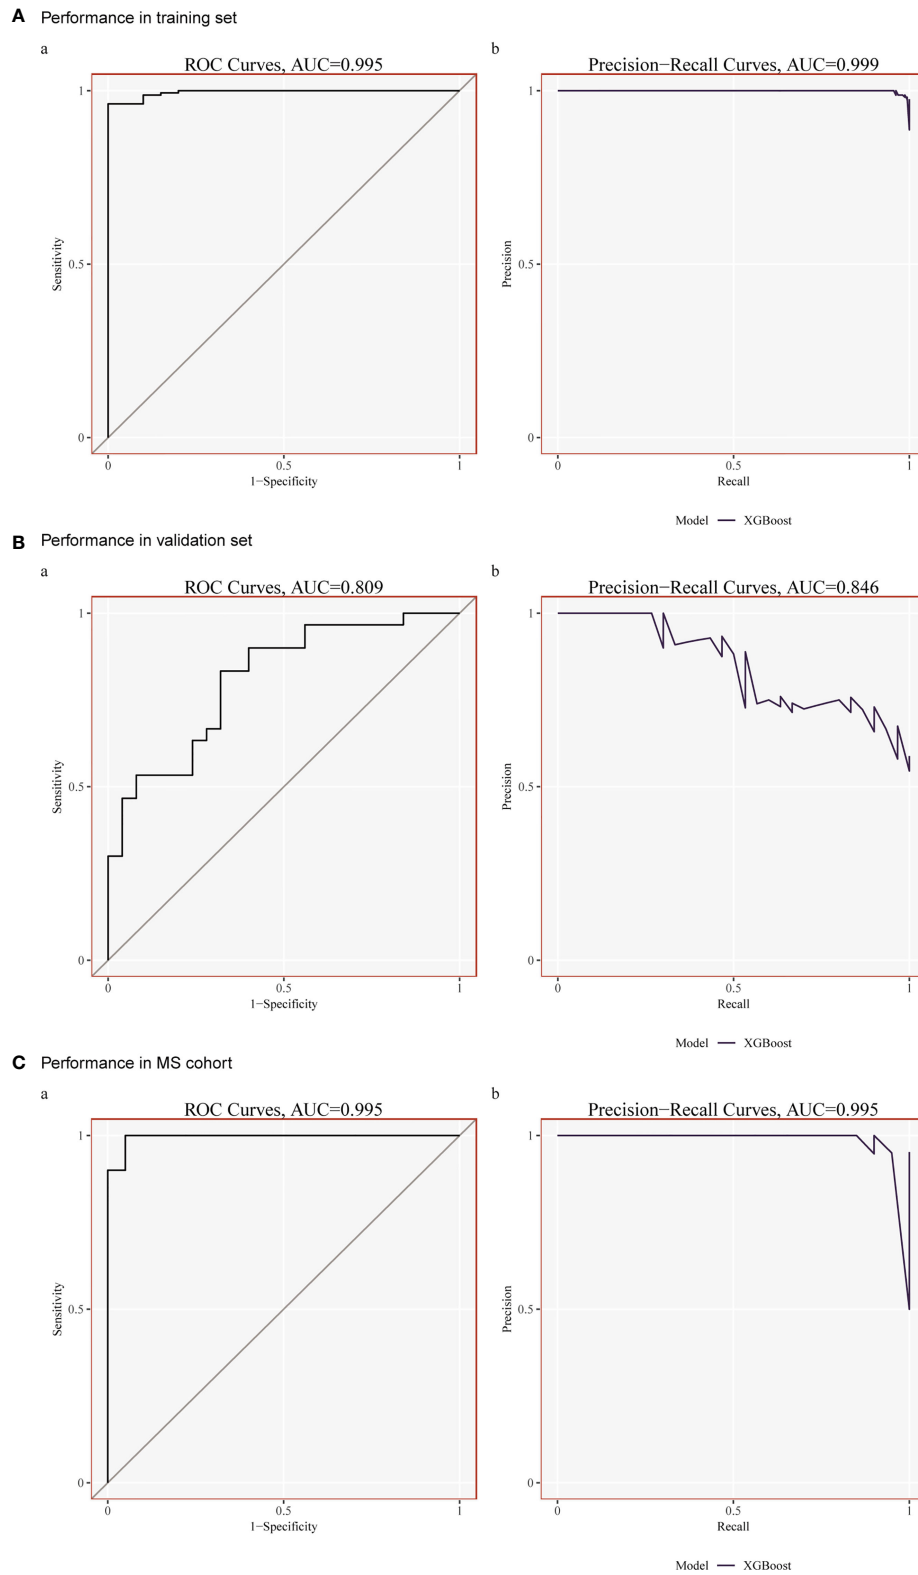 A Performance in training set
a
ROC Curves, AUC=0.995
1
0.5
0
Sensitivity
0
0.5
1
1−Specificity
b
Precision−Recall Curves, AUC=0.999
1
0.5
0
Precision
0
0.5
1
Recall
Model XGBoost
B Performance in validation set
a
ROC Curves, AUC=0.809
1
0.5
0
Sensitivity
0
0.5
1
1−Specificity
b
Precision−Recall Curves, AUC=0.846
1
0.5
0
Precision
0
0.5
1
Recall
Model XGBoost
C Performance in MS cohort
a
ROC Curves, AUC=0.995
1
0.5
0
Sensitivity
0
0.5
1
1−Specificity
b
Precision−Recall Curves, AUC=0.995
1
0.5
0
Precision
0
0.5
1
Recall
Model XGBoost